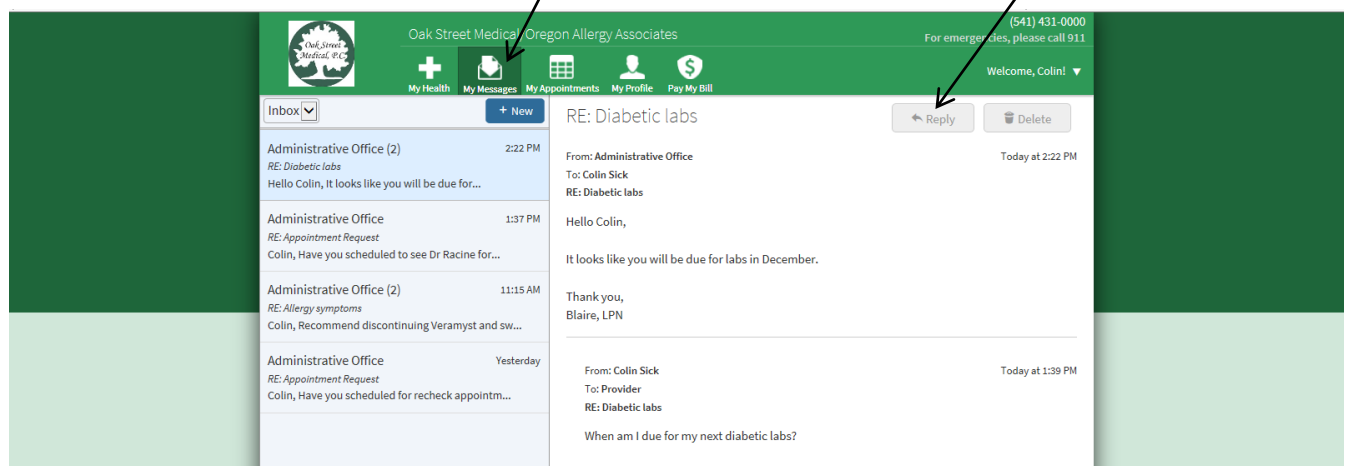 Oak Street
Medical, P.C.
Oak Street Medical/Oregon Allergy Associates
(541) 431-0000
For emergencies, please call 911
My Health My Messages My Appointments My Profile Pay My Bill
Welcome, Colin! ▼
Inbox
+ New
Administrative Office (2) 2:22 PM
RE: Diabetic labs
Hello Colin, It looks like you will be due for...
Administrative Office 1:37 PM
RE: Appointment Request
Colin, Have you scheduled to see Dr Racine for...
Administrative Office (2) 11:15 AM
RE: Allergy symptoms
Colin, Recommend discontinuing Veramyst and sw...
Administrative Office Yesterday
RE: Appointment Request
Colin, Have you scheduled for recheck appointm...
RE: Diabetic labs
Reply
Delete
From: Administrative Office Today at 2:22 PM
To: Colin Sick
RE: Diabetic labs
Hello Colin,
It looks like you will be due for labs in December.
Thank you,
Blaire, LPN
From: Colin Sick Today at 1:39 PM
To: Provider
RE: Diabetic labs
When am I due for my next diabetic labs?